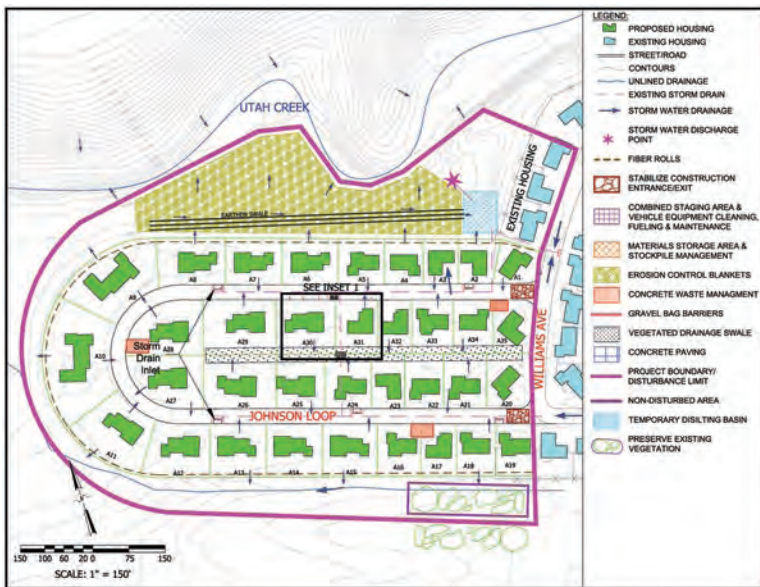 UTAH CREEK
EARTHEN SWALE
EXISTING HOUSING
SEE INSET 1
A8
A7
A6
A5
A4
A3
A2
A1
A9
A10
Storm
Drain
Inlet
A28
A29
A30
A31
A32
A33
A34
A35
WILLIAMS AVE
A27
A26
A25
A24
A23
A22
A21
A20
JOHNSON LOOP
A11
A12
A13
A14
A15
A16
A17
A18
A19
150 100 60 20 0 75 150
SCALE: 1" = 150'
LEGEND:
PROPOSED HOUSING
EXISTING HOUSING
STREET/ROAD
CONTOURS
UNLINED DRAINAGE
EXISTING STORM DRAIN
STORM WATER DRAINAGE
STORM WATER DISCHARGE
POINT
FIBER ROLLS
STABILIZE CONSTRUCTION
ENTRANCE/EXIT
COMBINED STAGING AREA &
VEHICLE EQUIPMENT CLEANING,
FUELING & MAINTENANCE
MATERIALS STORAGE AREA &
STOCKPILE MANAGEMENT
EROSION CONTROL BLANKETS
CONCRETE WASTE MANAGMENT
GRAVEL BAG BARRIERS
VEGETATED DRAINAGE SWALE
CONCRETE PAVING
PROJECT BOUNDARY/
DISTURBANCE LIMIT
NON-DISTURBED AREA
TEMPORARY DISILTING BASIN
PRESERVE EXISTING
VEGETATION